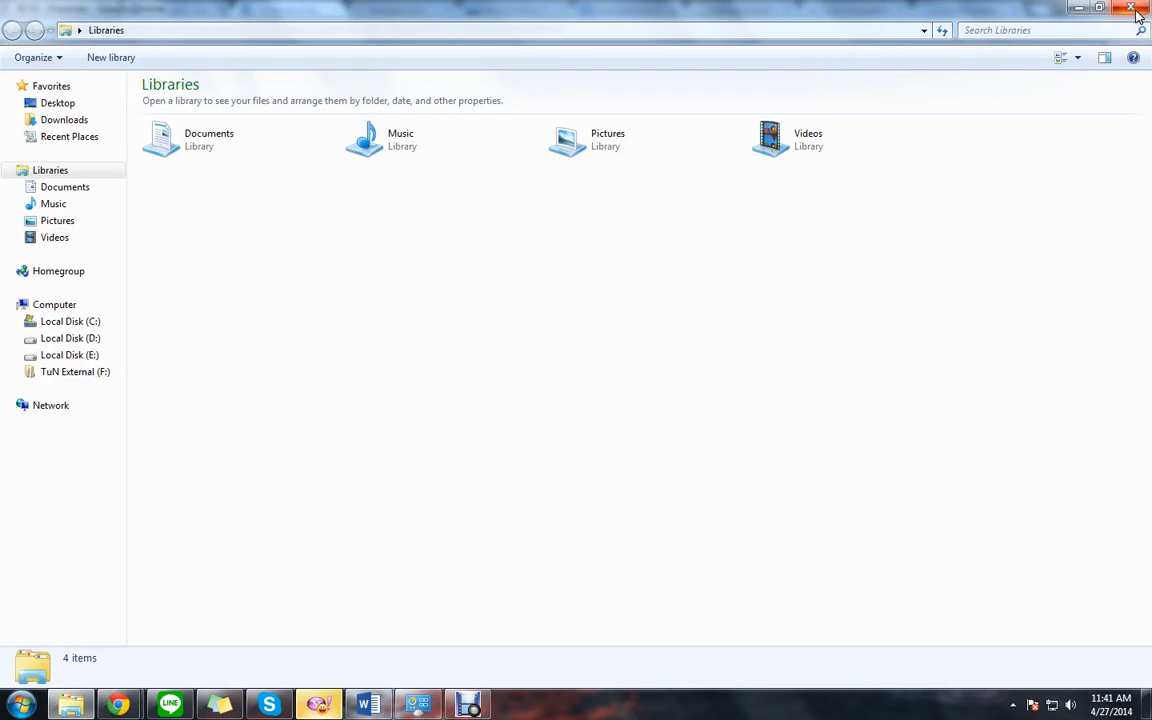 Libraries
Search Libraries
Organize
New library
Favorites
Desktop
Downloads
Recent Places
Libraries
Documents
Music
Pictures
Videos
Homegroup
Computer
Local Disk (C:)
Local Disk (D:)
Local Disk (E:)
TuN External (F:)
Network
Libraries
Open a library to see your files and arrange them by folder, date, and other properties.
Documents
Library
Music
Library
Pictures
Library
Videos
Library
4 items
LINE
11:41 AM
4/27/2014